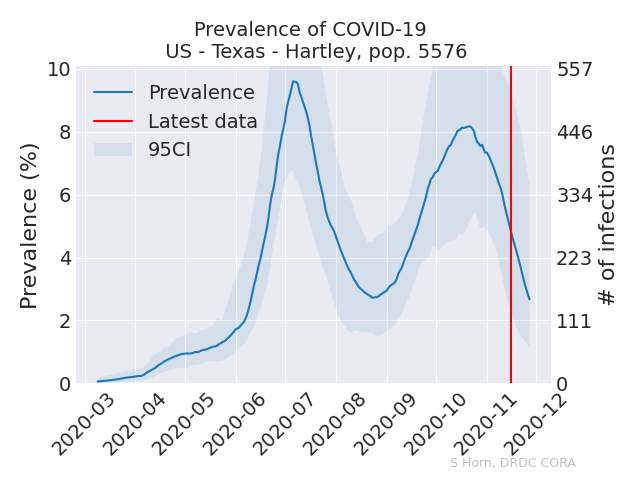 Prevalence of COVID-19
US - Texas - Hartley, pop. 5576
Prevalence
Latest data
95CI
Prevalence (%)
10
8
6
4
2
0
557
446
334
223
111
0
# of infections
2020-03
2020-04
2020-05
2020-06
2020-07
2020-08
2020-09
2020-10
2020-11
2020-12
S Horn, DRDC CORA